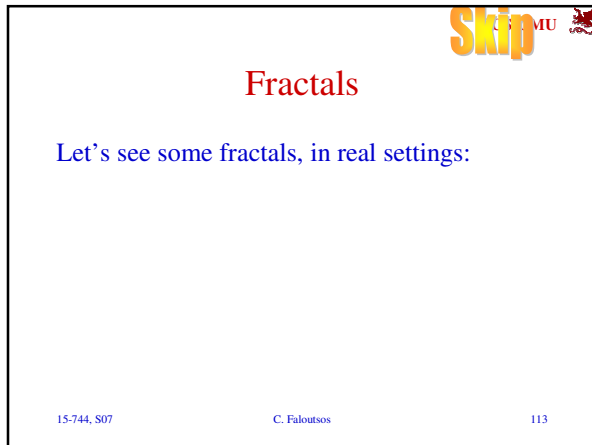 Skip MU
Fractals
Let's see some fractals, in real settings:
15-744, S07 C. Faloutsos 113